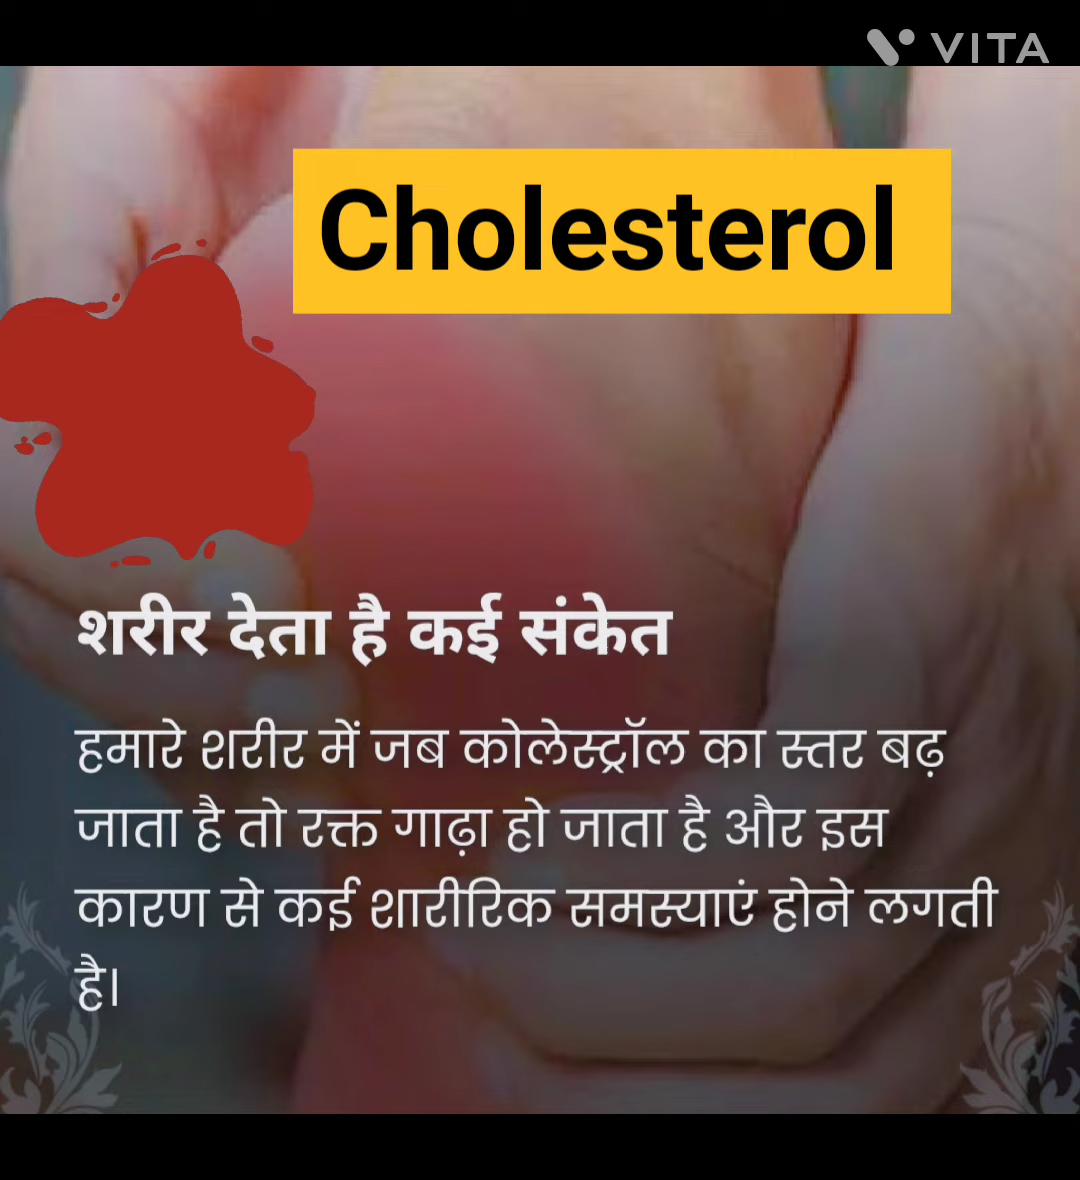 VITA
Cholesterol
शरीर देता है कई संकेत
हमारे शरीर में जब कोलेस्ट्रॉल का स्तर बढ़
जाता है तो रक्त गाढ़ा हो जाता है और इस
कारण से कई शारीरिक समस्याएं होने लगती
है।